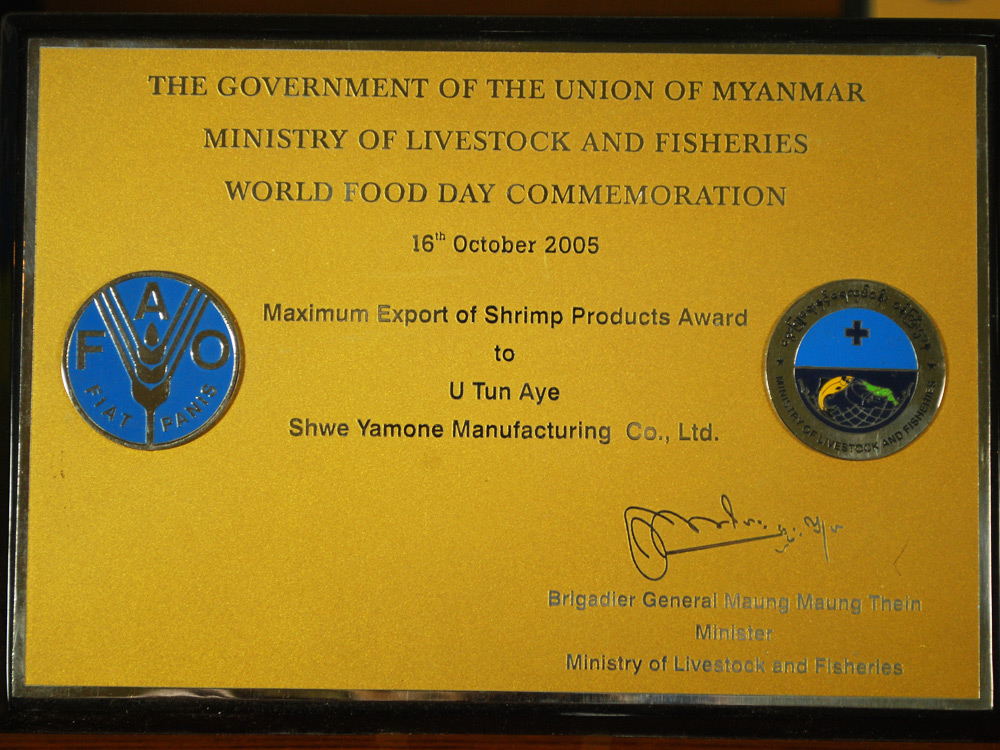 THE GOVERNMENT OF THE UNION OF MYANMAR
MINISTRY OF LIVESTOCK AND FISHERIES
WORLD FOOD DAY COMMEMORATION
16th October 2005
F A O
FIAT PANIS
Maximum Export of Shrimp Products Award
to
U Tun Aye
Shwe Yamone Manufacturing Co., Ltd.
MINISTRY OF LIVESTOCK AND FISHERIES
Brigadier General Maung Maung Thein
Minister
Ministry of Livestock and Fisheries